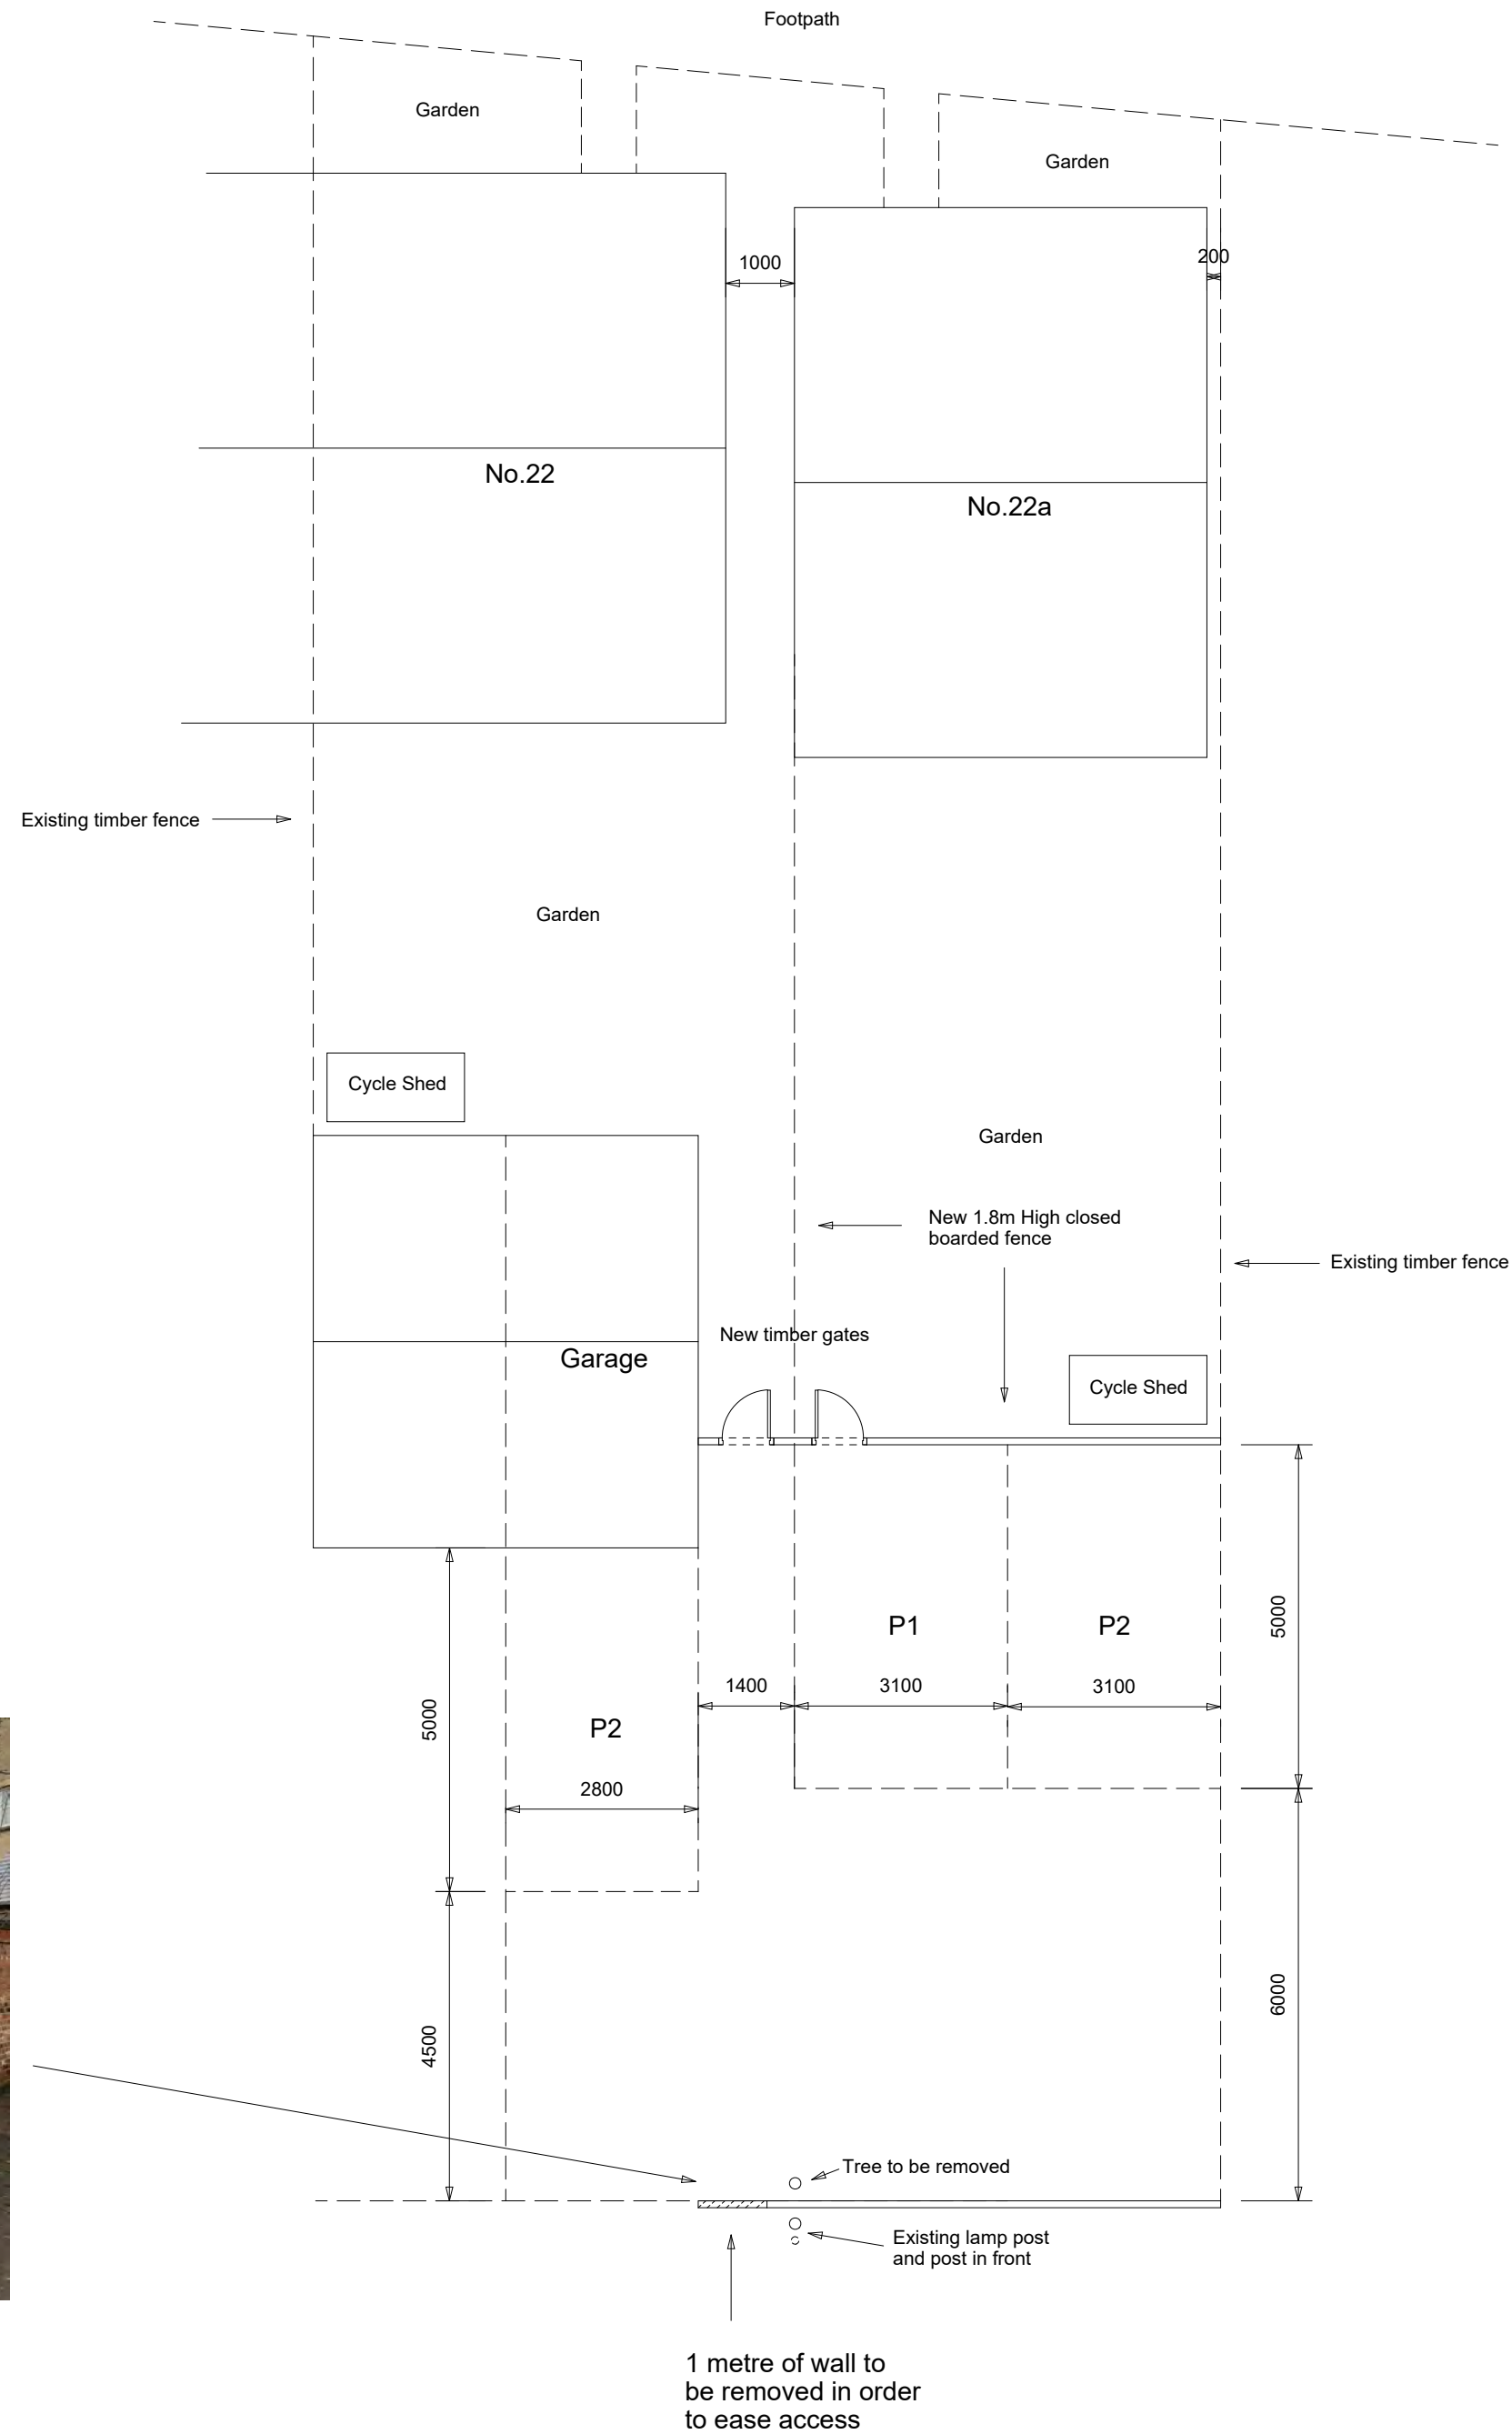 Footpath
Garden
Garden
1000
200
No.22
No.22a
Existing timber fence
Garden
Cycle Shed
Garden
New 1.8m High closed
boarded fence
Existing timber fence
New timber gates
Garage
Cycle Shed
P1
P2
5000
1400
3100
3100
P2
5000
2800
6000
4500
Tree to be removed
Existing lamp post
and post in front
1 metre of wall to
be removed in order
to ease access